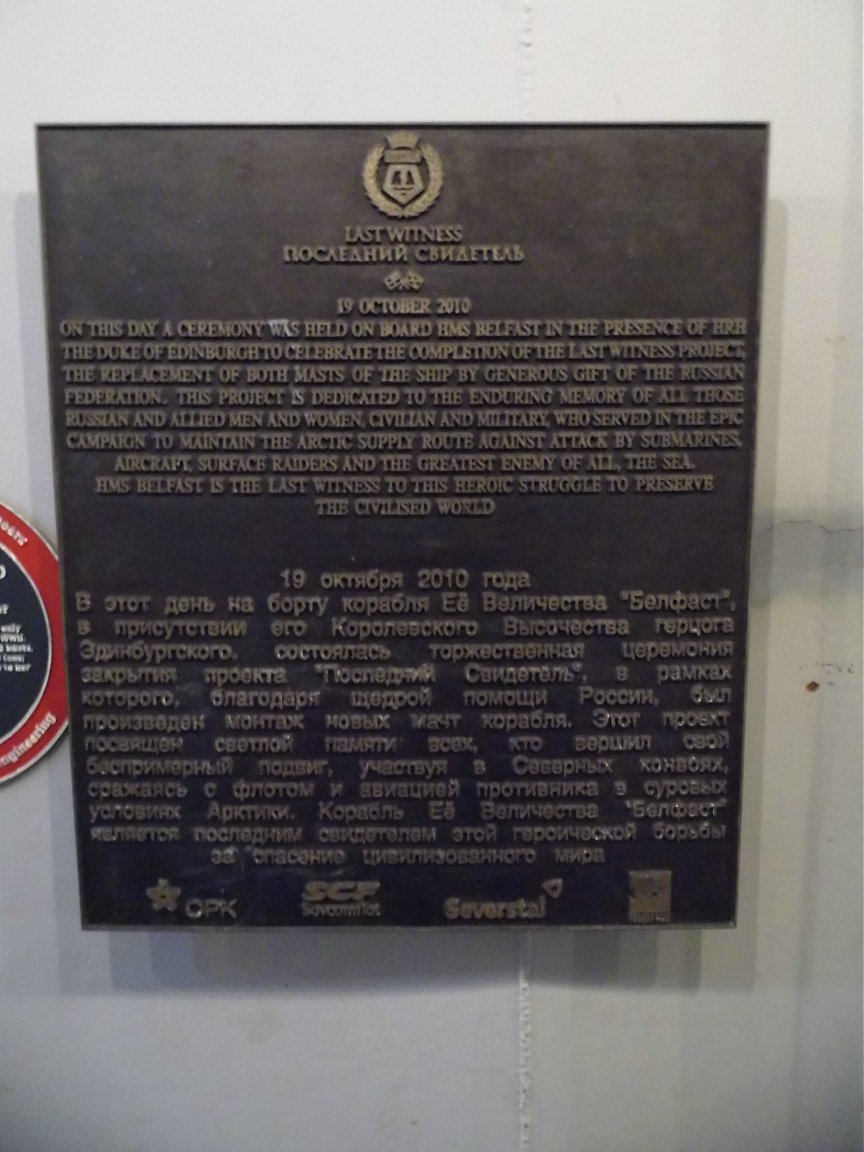 LAST WITNESS
ПОСЛЕДНИЙ СВИДЕТЕЛЬ
19 OCTOBER 2010
ON THIS DAY A CEREMONY WAS HELD ON BOARD HMS BELFAST IN THE PRESENCE OF HRH
THE DUKE OF EDINBURGH TO CELEBRATE THE COMPLETION OF THE LAST WITNESS PROJECT,
THE REPLACEMENT OF BOTH MASTS OF THE SHIP BY GENEROUS GIFT OF THE RUSSIAN
FEDERATION. THIS PROJECT IS DEDICATED TO THE ENDURING MEMORY OF ALL THOSE
RUSSIAN AND ALLIED MEN AND WOMEN, CIVILIAN AND MILITARY, WHO SERVED IN THE EPIC
CAMPAIGN TO MAINTAIN THE ARCTIC SUPPLY ROUTE AGAINST ATTACK BY SUBMARINES,
AIRCRAFT, SURFACE RAIDERS AND THE GREATEST ENEMY OF ALL, THE SEA.
HMS BELFAST IS THE LAST WITNESS TO THIS HEROIC STRUGGLE TO PRESERVE
THE CIVILISED WORLD
19 октября 2010 года
В этот день на борту корабля Её Величества "Белфаст",
в присутствии его Королевского Высочества герцога
Эдинбургского, состоялась торжественная церемония
закрытия проекта "Последний Свидетель", в рамках
которого, благодаря щедрой помощи России, был
произведен монтаж новых мачт корабля. Этот проект
посвящен светлой памяти всех, кто вершил свой
беспримерный подвиг, участвуя в Северных конвоях,
сражаясь с флотом и авиацией противника в суровых
условиях Арктики. Корабль Её Величества "Белфаст"
является последним свидетелем этой героической борьбы
за спасение цивилизованного мира
OPK
SCF
Sovcomflot
Severstal
only
WWII.
to her
engineering